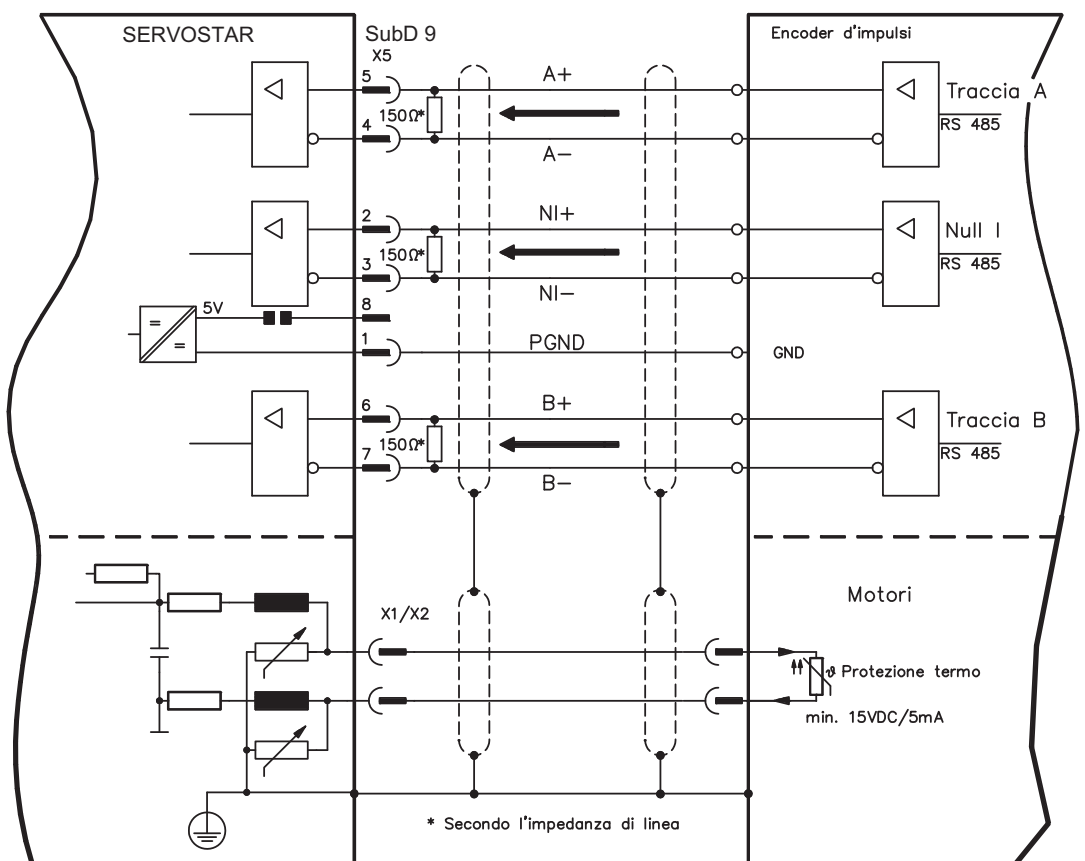 SERVOSTAR
SubD 9
X5
Encoder d'impulsi
5
A+
Traccia A
150Ω*
RS 485
4
A−
2
NI+
Null I
150Ω*
RS 485
3
NI−
5V
8
1
PGND
GND
6
B+
Traccia B
150Ω*
RS 485
7
B−
Motori
X1/X2
ϑ Protezione termo
min. 15VDC/5mA
* Secondo l'impedanza di linea